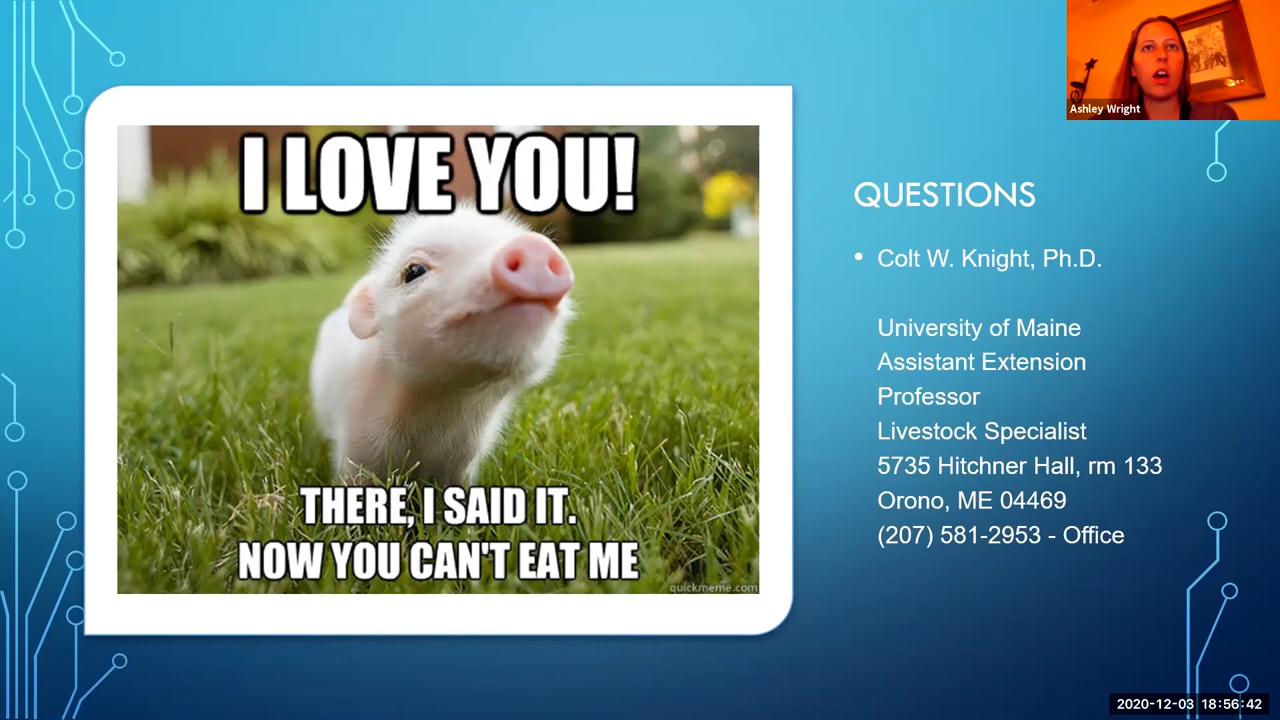 Ashley Wright
I LOVE YOU!
THERE, I SAID IT.
NOW YOU CAN'T EAT ME
quickmeme.com
QUESTIONS
• Colt W. Knight, Ph.D.
University of Maine
Assistant Extension
Professor
Livestock Specialist
5735 Hitchner Hall, rm 133
Orono, ME 04469
(207) 581-2953 - Office
2020-12-03 18:56:42